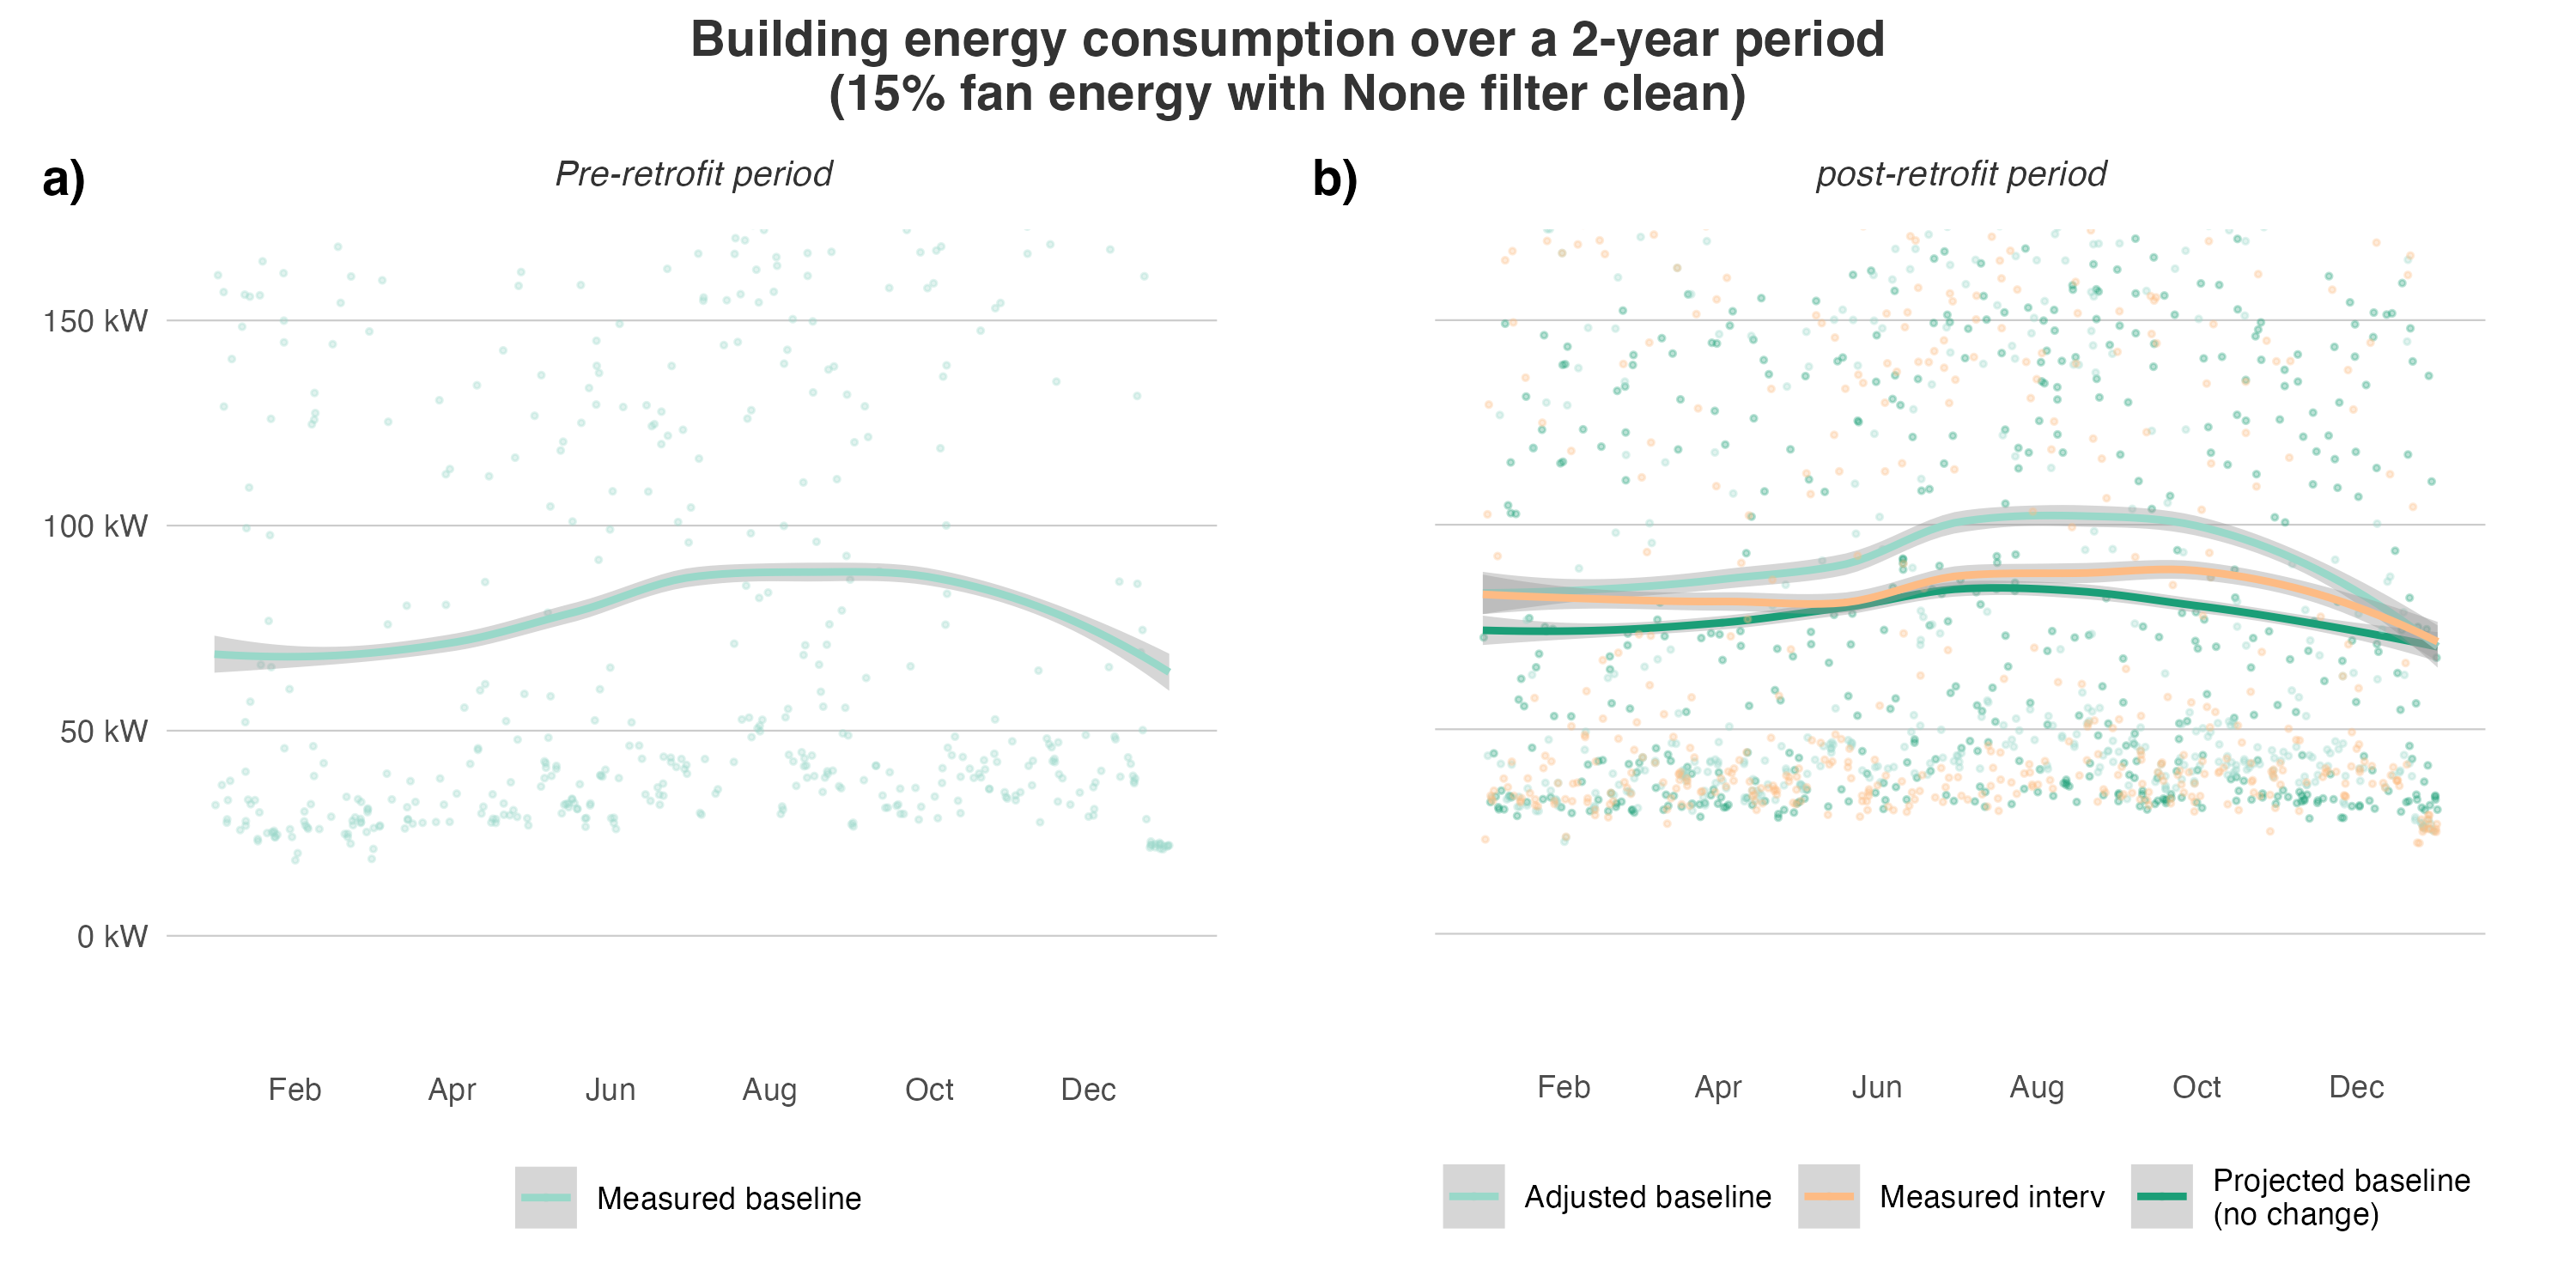 Building energy consumption over a 2-year period
(15% fan energy with None filter clean)
a)
Pre-retrofit period
b)
post-retrofit period
150 kW
100 kW
50 kW
0 kW
Feb Apr Jun Aug Oct Dec
Feb Apr Jun Aug Oct Dec
Measured baseline
Adjusted baseline
Measured interv
Projected baseline
(no change)